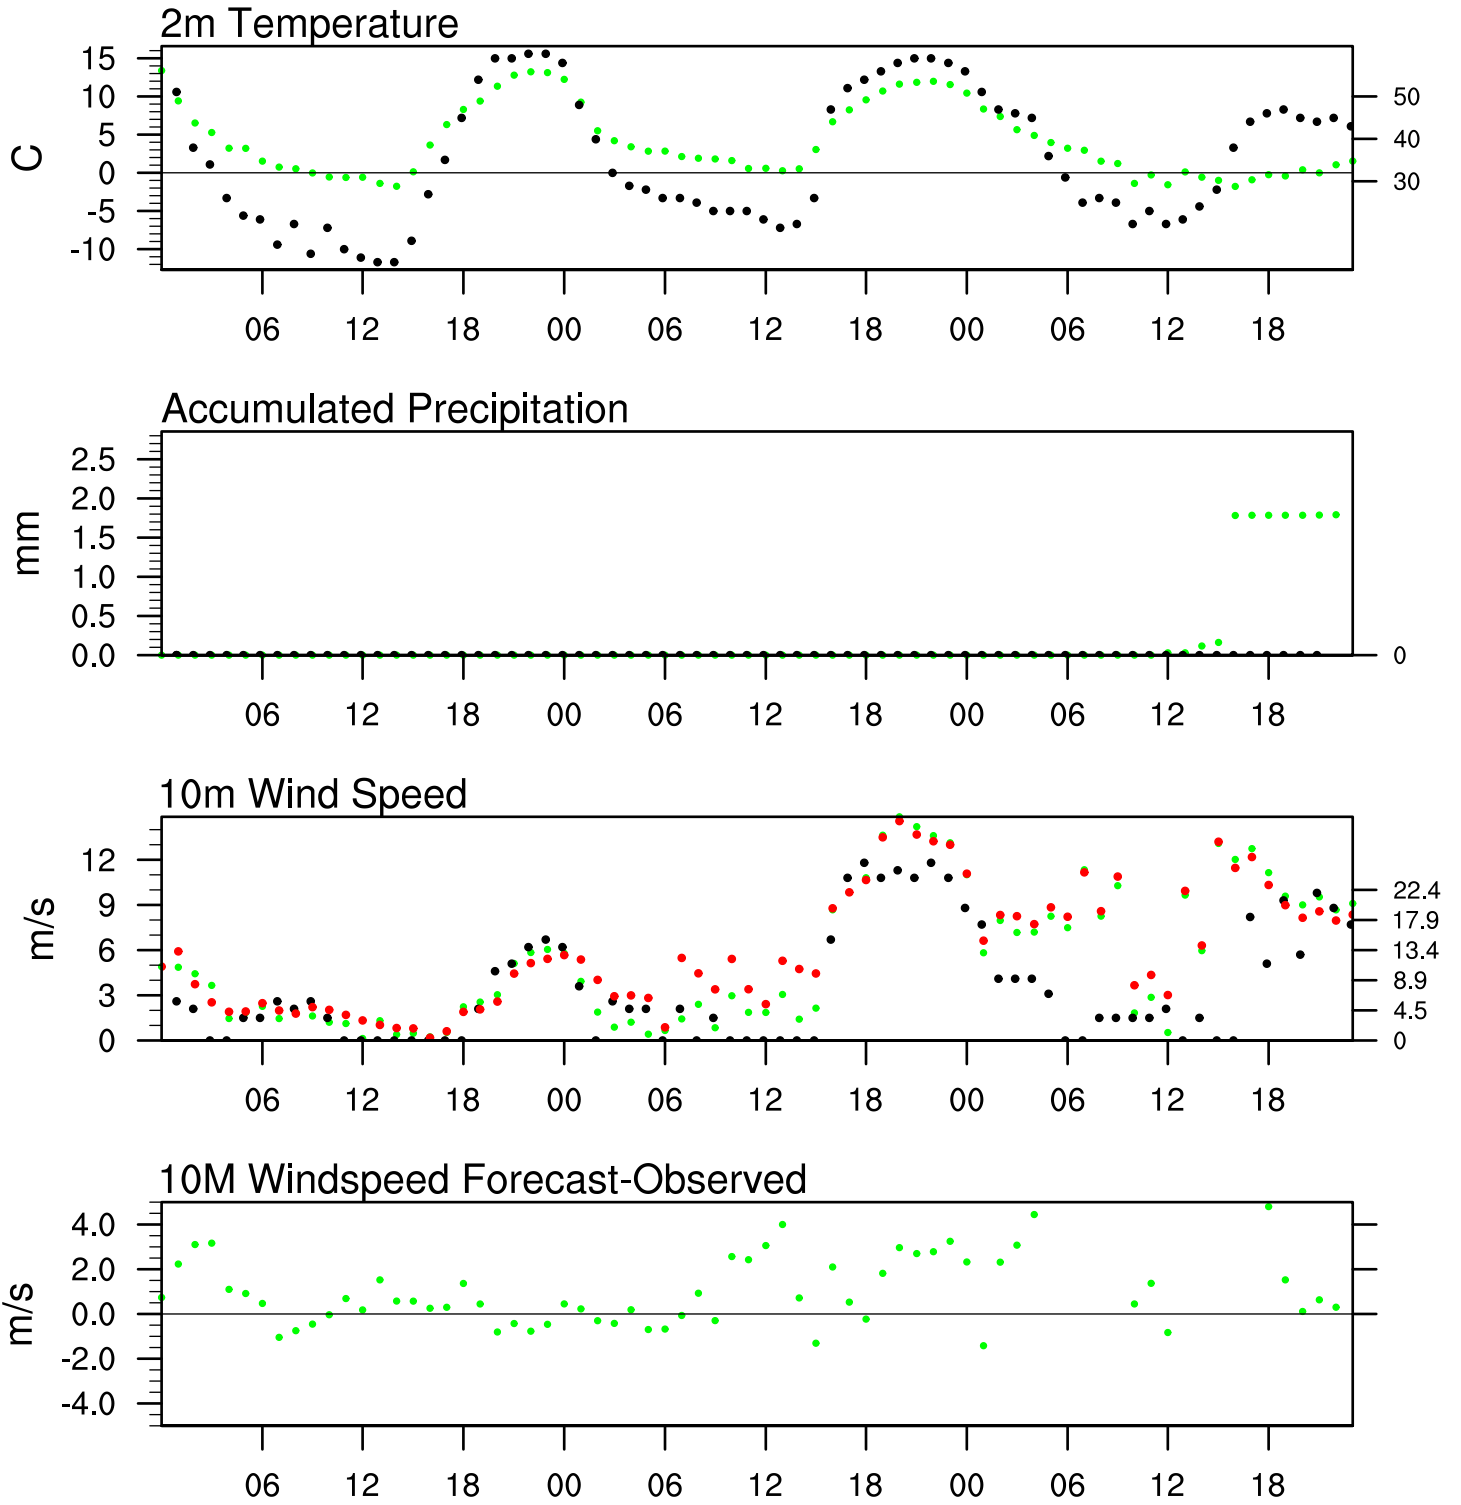 2m Temperature
15
10
5
0
-5
-10
C
50
40
30
06 12 18 00 06 12 18 00 06 12 18
Accumulated Precipitation
2.5
2.0
1.5
1.0
0.5
0.0
mm
0
06 12 18 00 06 12 18 00 06 12 18
10m Wind Speed
12
9
6
3
0
m/s
22.4
17.9
13.4
8.9
4.5
0
06 12 18 00 06 12 18 00 06 12 18
10M Windspeed Forecast-Observed
4.0
2.0
0.0
-2.0
-4.0
m/s
06 12 18 00 06 12 18 00 06 12 18